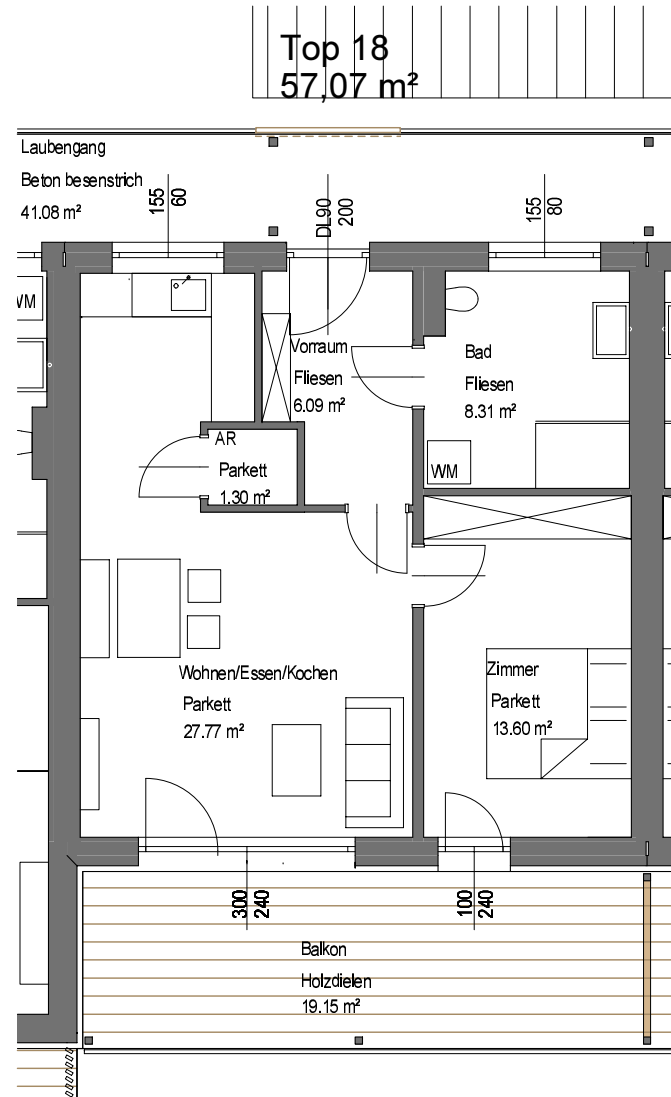 Top 18
57,07 m²
Laubengang
Beton besenstrich
41.08 m²
155
60
DL90
200
155
80
WM
Vorraum
Fliesen
6.09 m²
Bad
Fliesen
8.31 m²
AR
Parkett
1.30 m²
WM
Wohnen/Essen/Kochen
Parkett
27.77 m²
Zimmer
Parkett
13.60 m²
300
240
100
240
Balkon
Holzdielen
19.15 m²